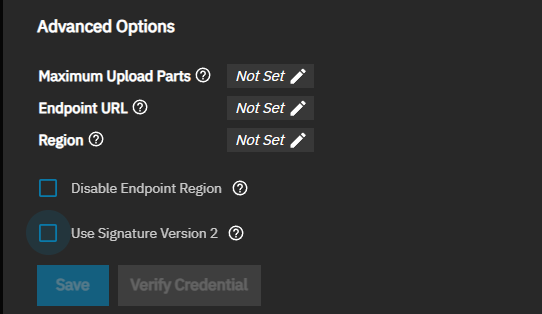 Advanced Options
Maximum Upload Parts Not Set
Endpoint URL Not Set
Region Not Set
Disable Endpoint Region
Use Signature Version 2
Save Verify Credential